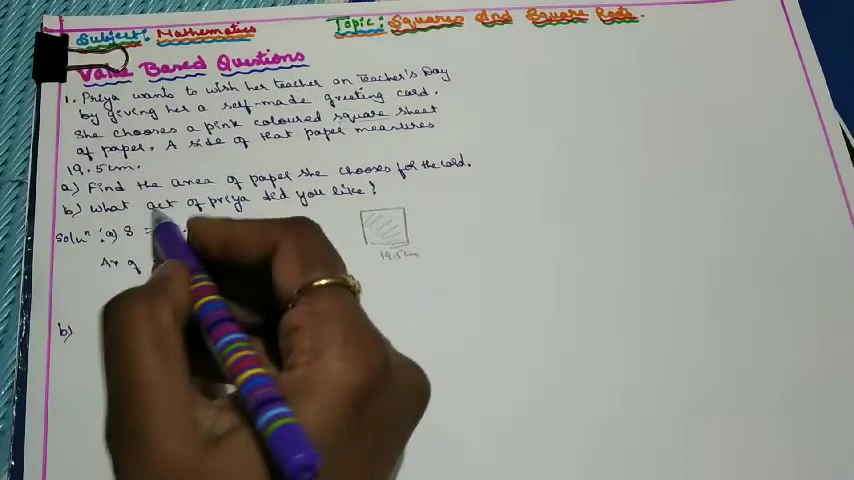 Subject: Mathematics
Topic: Squares and Square Roots.
Value Based Questions
1. Priya wants to wish her teacher on Teacher's Day
by giving her a self-made greeting card.
She chooses a pink coloured square sheet
of paper. A side of that paper measures
19.5cm.
a) Find the area of paper she chooses for the card.
b) What act of priya did you like?
Soluⁿ: a) S =
19.5cm
Ar of
b)